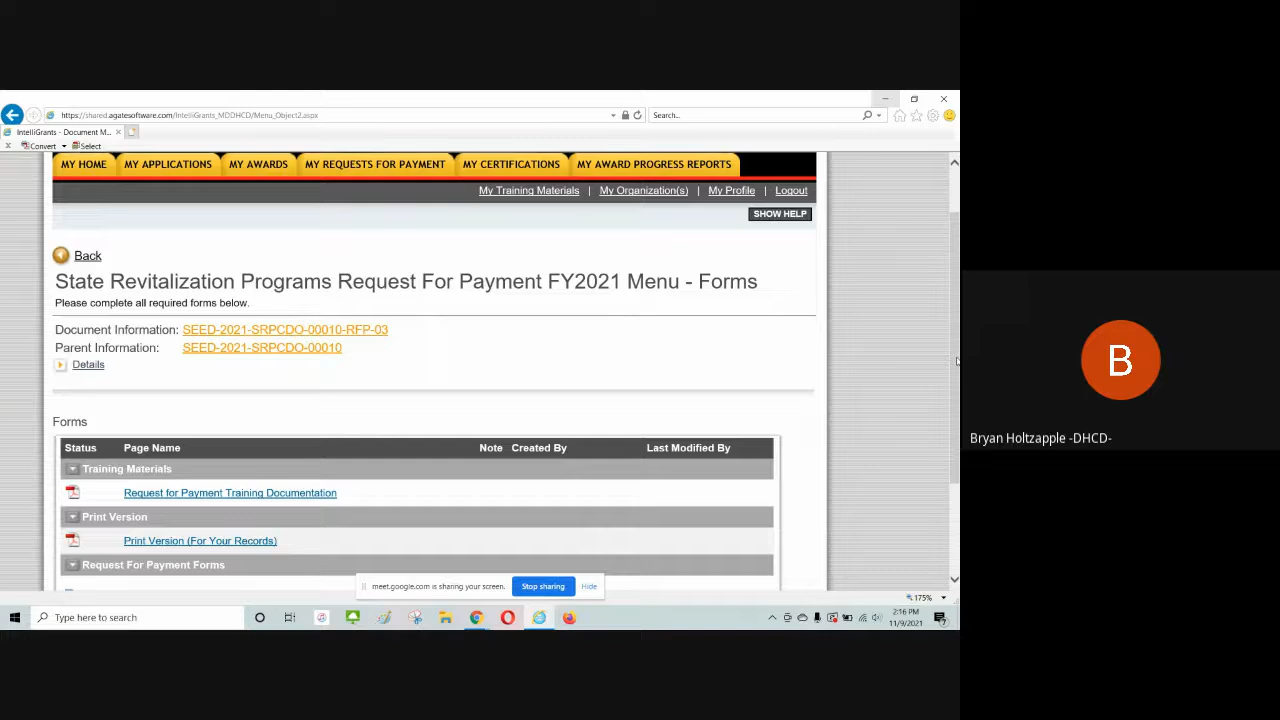 https://shared.agatesoftware.com/IntelliGrants_MDDHCD/Menu_Object2.aspx
Search...
IntelliGrants - Document M...
x Convert Select
MY HOME MY APPLICATIONS MY AWARDS MY REQUESTS FOR PAYMENT MY CERTIFICATIONS MY AWARD PROGRESS REPORTS
My Training Materials | My Organization(s) | My Profile | Logout
SHOW HELP
Back
State Revitalization Programs Request For Payment FY2021 Menu - Forms
Please complete all required forms below.
Document Information: SEED-2021-SRPCDO-00010-RFP-03
Parent Information: SEED-2021-SRPCDO-00010
Details
Forms
Status Page Name Note Created By Last Modified By
Training Materials
Request for Payment Training Documentation
Print Version
Print Version (For Your Records)
Request For Payment Forms
meet.google.com is sharing your screen. Stop sharing Hide
175%
Type here to search
2:16 PM
11/9/2021
7
B
Bryan Holtzapple -DHCD-